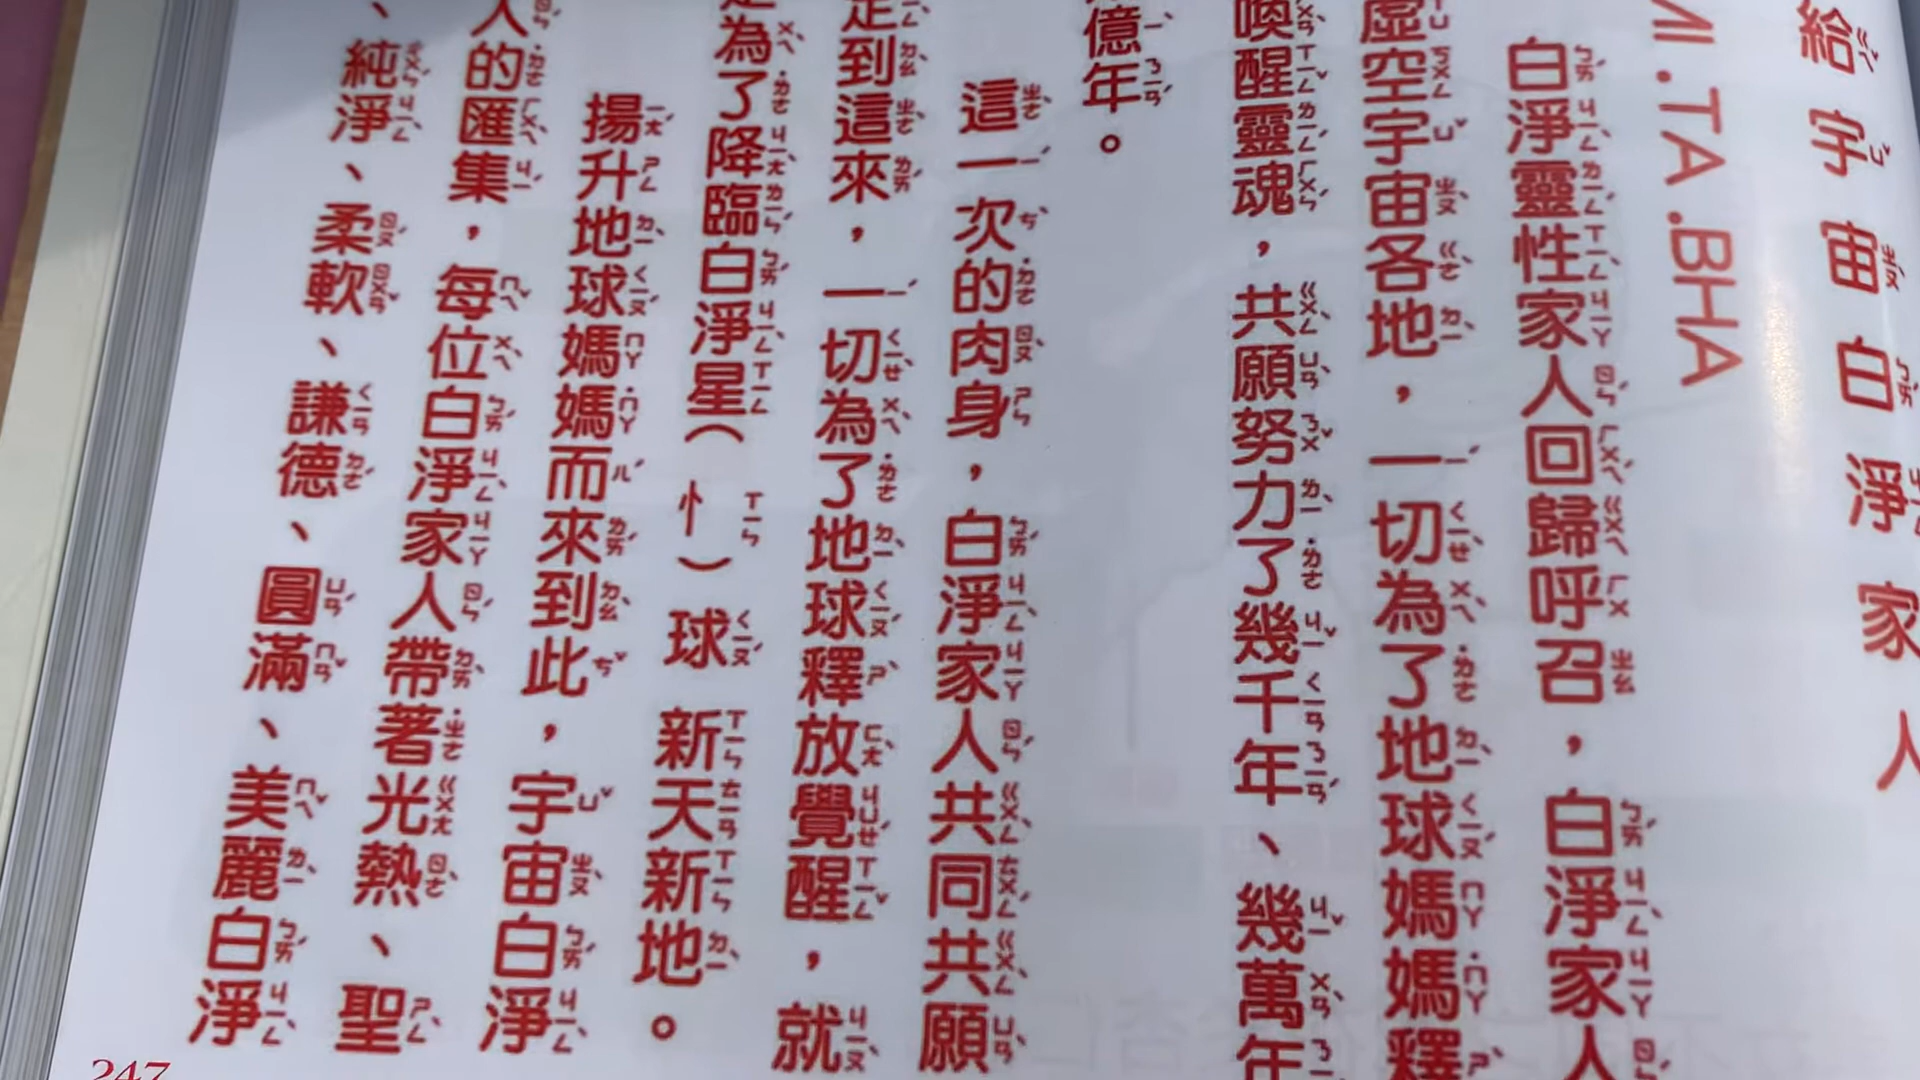 給宇宙白淨家人
MI.TA.BHA
白淨靈性家人回歸呼召，白淨家人
虛空宇宙各地，一切為了地球媽媽釋
喚醒靈魂，共願努力了幾千年、幾萬年
億年。
這一次的肉身，白淨家人共同共願
走到這來，一切為了地球釋放覺醒，就
是為了降臨白淨星(忄)球 新天新地。
揚升地球媽媽而來到此，宇宙白淨
人的匯集，每位白淨家人帶著光熱、聖
、純淨、柔軟、謙德、圓滿、美麗白淨
247